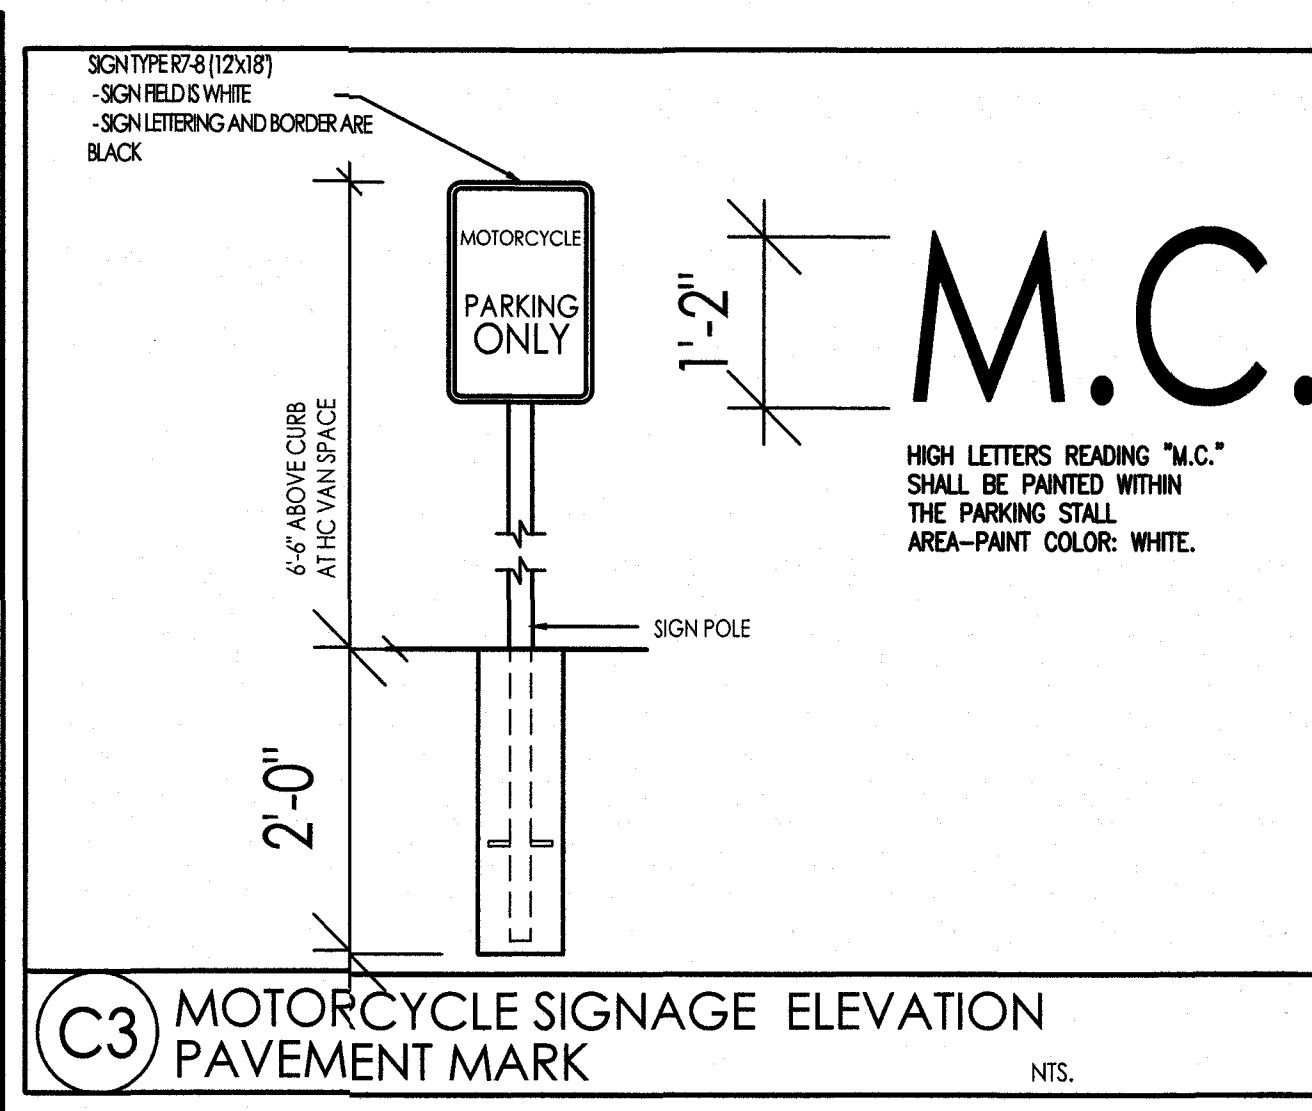 SIGN TYPE R7-8 (12'x18')
-SIGN FIELD IS WHITE
-SIGN LETTERING AND BORDER ARE
BLACK
MOTORCYCLE
PARKING
ONLY
6'-6" ABOVE CURB
AT HC VAN SPACE
1'-2"
M.C.
HIGH LETTERS READING "M.C."
SHALL BE PAINTED WITHIN
THE PARKING STALL
AREA-PAINT COLOR: WHITE.
SIGN POLE
2'-0"
C3
MOTORCYCLE SIGNAGE ELEVATION
PAVEMENT MARK
NTS.